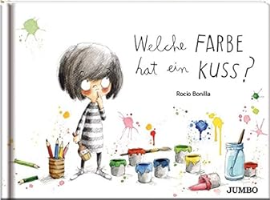 Welche FARBE
hat ein KUSS?
Rocio Bonilla
JUMBO